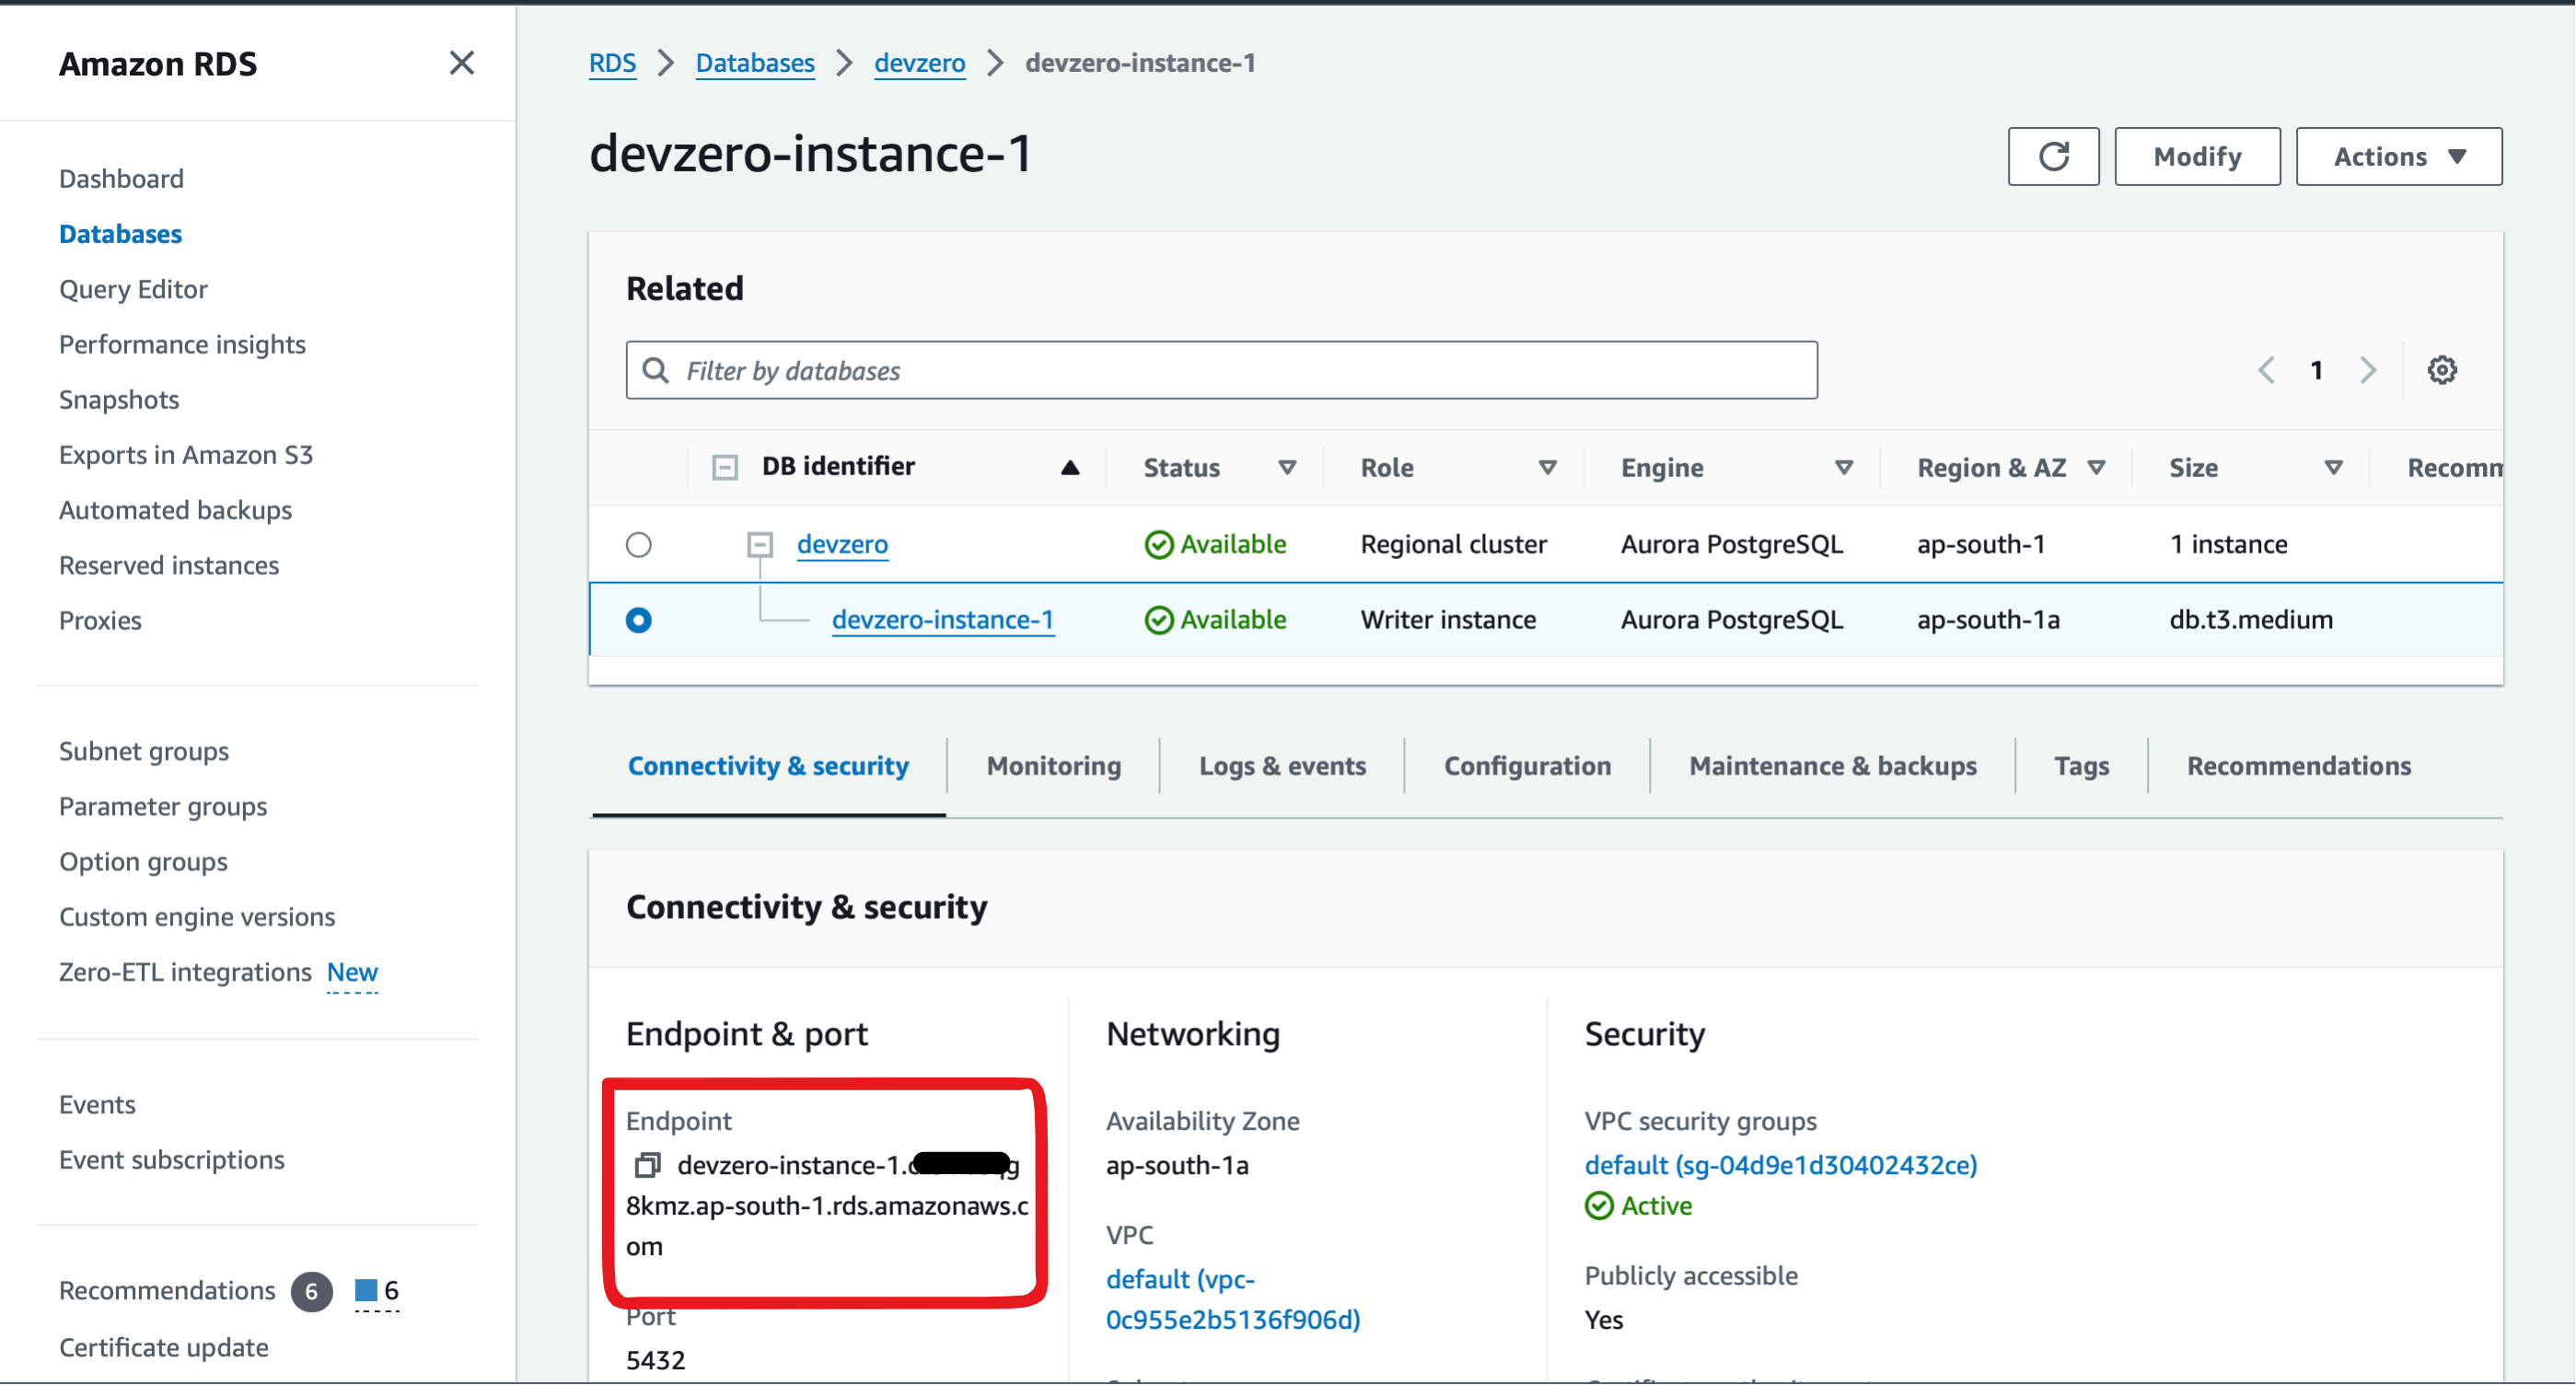 Amazon RDS
Dashboard
Databases
Query Editor
Performance insights
Snapshots
Exports in Amazon S3
Automated backups
Reserved instances
Proxies
Subnet groups
Parameter groups
Option groups
Custom engine versions
Zero-ETL integrations New
Events
Event subscriptions
Recommendations 6 6
Certificate update
RDS Databases devzero devzero-instance-1
devzero-instance-1
Modify
Actions
Related
Filter by databases
1
DB identifier Status Role Engine Region & AZ Size Recomm
devzero Available Regional cluster Aurora PostgreSQL ap-south-1 1 instance
devzero-instance-1 Available Writer instance Aurora PostgreSQL ap-south-1a db.t3.medium
Connectivity & security Monitoring Logs & events Configuration Maintenance & backups Tags Recommendations
Connectivity & security
Endpoint & port
Endpoint
devzero-instance-1.
8kmz.ap-south-1.rds.amazonaws.c
om
Port
5432
Networking
Availability Zone
ap-south-1a
VPC
default (vpc-
0c955e2b5136f906d)
Security
VPC security groups
default (sg-04d9e1d30402432ce)
Active
Publicly accessible
Yes